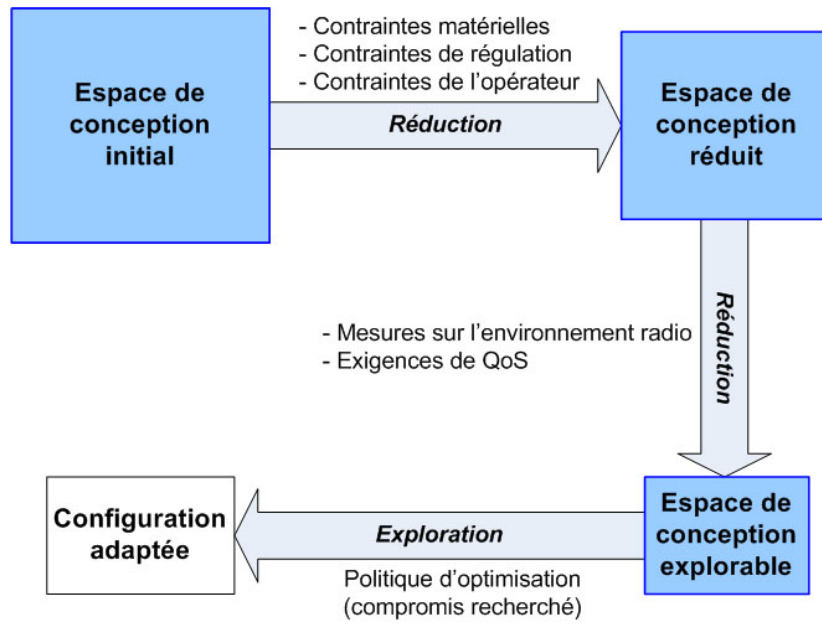 - Contraintes matérielles
- Contraintes de régulation
- Contraintes de l'opérateur
Espace de
conception
initial
Réduction
Espace de
conception
réduit
Réduction
- Mesures sur l'environnement radio
- Exigences de QoS
Espace de
conception
explorable
Exploration
Politique d'optimisation
(compromis recherché)
Configuration
adaptée